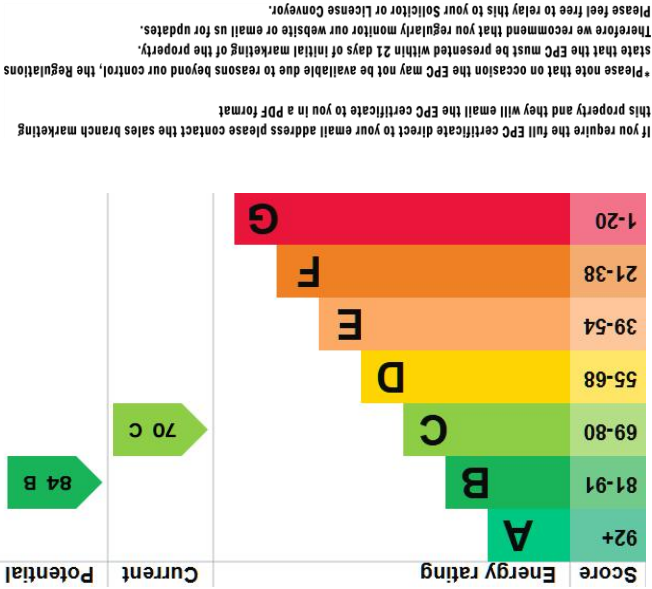 Score Energy rating Current Potential
92+ A
81-91 B 84 B
69-80 C 70 C
55-68 D
39-54 E
21-38 F
1-20 G
If you require the full EPC certificate direct to your email address please contact the sales branch marketing
this property and they will email the EPC certificate to you in a PDF format
*Please note that on occasion the EPC may not be available due to reasons beyond our control, the Regulations
state that the EPC must be presented within 21 days of initial marketing of the property.
Therefore we recommend that you regularly monitor our website or email us for updates.
Please feel free to relay this to your Solicitor or License Conveyor.